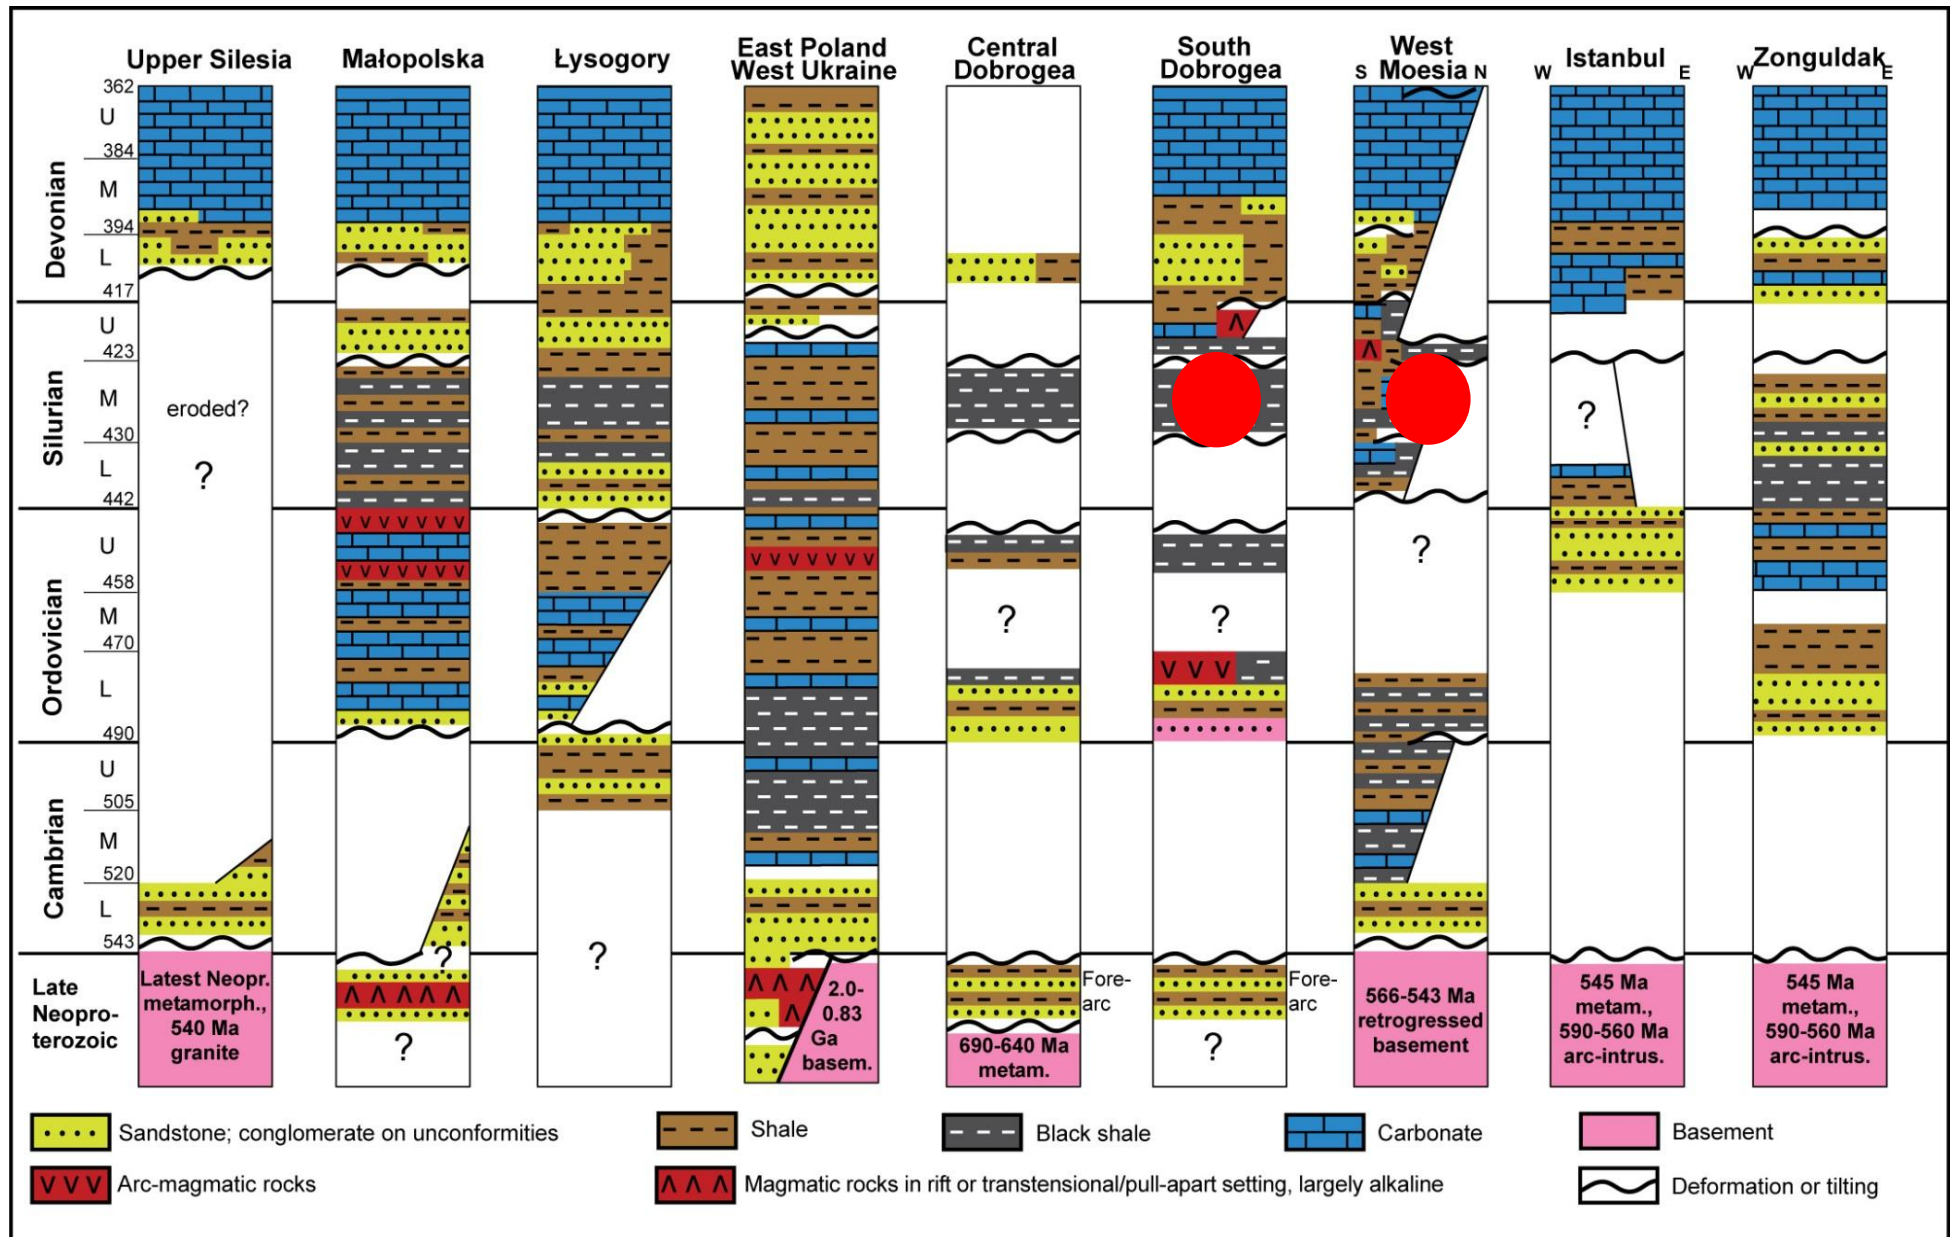 Upper Silesia
Małopolska
Łysogory
East Poland
West Ukraine
Central
Dobrogea
South
Dobrogea
West
S Moesia N
W Istanbul E
W Zonguldak E
Devonian
362
U
384
M
394
L
417
Silurian
U
423
M
430
L
442
Ordovician
U
458
M
470
L
490
Cambrian
U
505
M
520
L
543
Late
Neopro-
terozoic
eroded?
?
Latest Neopr.
metamorph.,
540 Ma
granite
?
?
?
2.0-
0.83
Ga
basem.
?
Fore-
arc
690-640 Ma
metam.
?
Fore-
arc
?
?
566-543 Ma
retrogressed
basement
?
545 Ma
metam.,
590-560 Ma
arc-intrus.
545 Ma
metam.,
590-560 Ma
arc-intrus.
Sandstone; conglomerate on unconformities
Shale
Black shale
Carbonate
Basement
Arc-magmatic rocks
Magmatic rocks in rift or transtensional/pull-apart setting, largely alkaline
Deformation or tilting